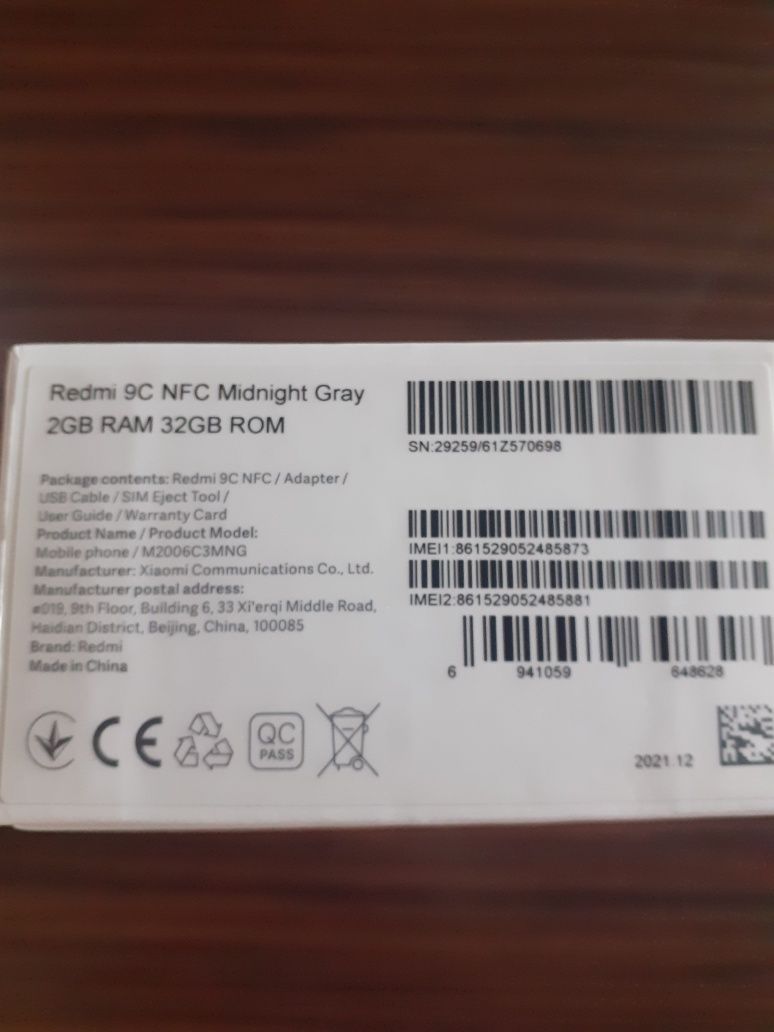 Redmi 9C NFC Midnight Gray
2GB RAM 32GB ROM
Package contents: Redmi 9C NFC / Adapter /
USB Cable / SIM Eject Tool /
User Guide / Warranty Card
Product Name / Product Model:
Mobile phone / M2006C3MNG
Manufacturer: Xiaomi Communications Co., Ltd.
Manufacturer postal address:
#019, 9th Floor, Building 6, 33 Xi'erqi Middle Road,
Haidian District, Beijing, China, 100085
Brand: Redmi
Made in China
SN:29259/61Z570698
IMEI1:861529052485873
IMEI2:861529052485881
6 941059 648628
CE
QC
PASS
2021.12